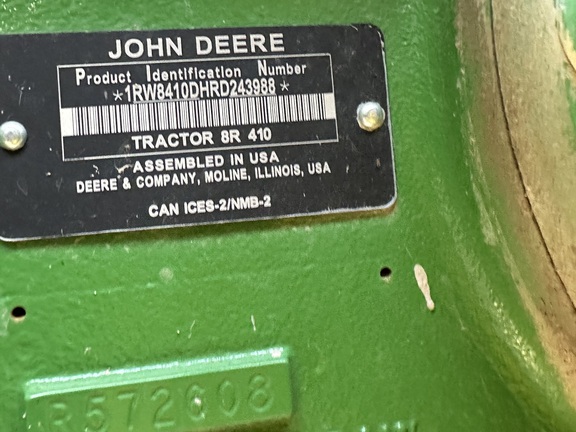 JOHN DEERE
Product Identification Number
*1RW8410DHRD243988*
TRACTOR 8R 410
ASSEMBLED IN USA
DEERE & COMPANY, MOLINE, ILLINOIS, USA
CAN ICES-2/NMB-2
R572608